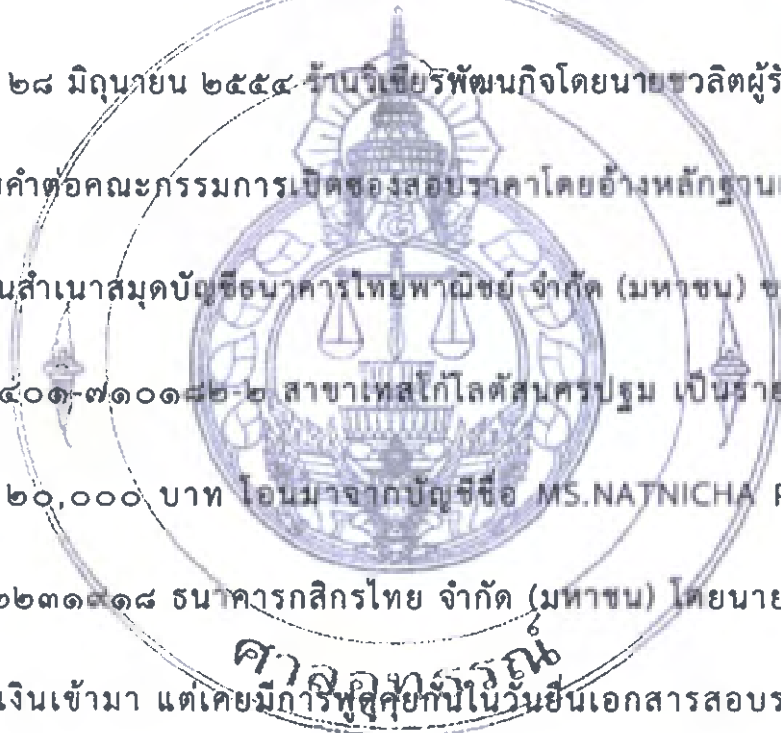 ๒๘ มิถุนายน ๒๕๕๔ ร้านวิเชียรพัฒนกิจโดยนายชวลิตผู้รั
คำต่อคณะกรรมการเปิดซองสอบราคาโดยอ้างหลักฐาน
นสำเนาสมุดบัญชีธนาคารไทยพาณิชย์ จำกัด (มหาชน) ข
๔๐๑-๗๑๐๑๘๒-๒ สาขาเทสโก้โลตัสนครปฐม เป็นราย
๒๐,๐๐๐ บาท โอนมาจากบัญชีชื่อ MS.NATNICHA
๒๓๑๙๑๘ ธนาคารกสิกรไทย จำกัด (มหาชน) โดยนาย
ศาลอุทธรณ์
นเงินเข้ามา แต่เคยมีการพูดคุยกันในวันยื่นเอกสารสอบร